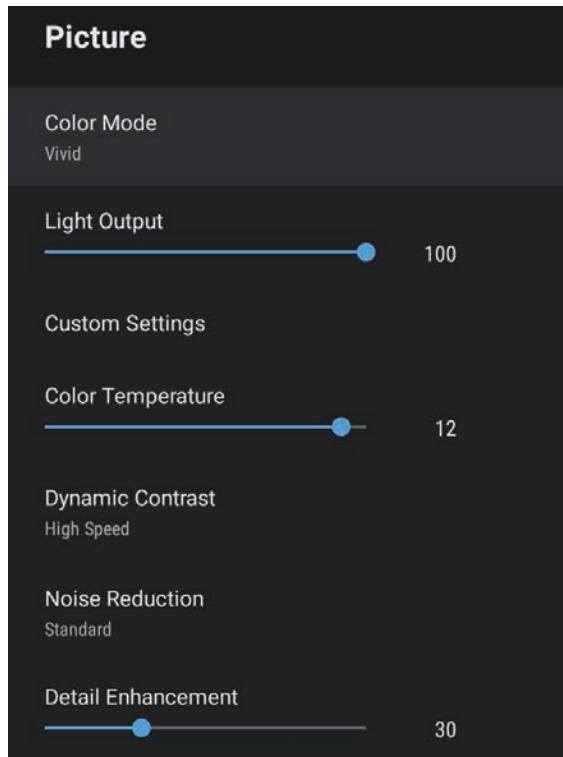 Picture
Color Mode
Vivid
Light Output
100
Custom Settings
Color Temperature
12
Dynamic Contrast
High Speed
Noise Reduction
Standard
Detail Enhancement
30